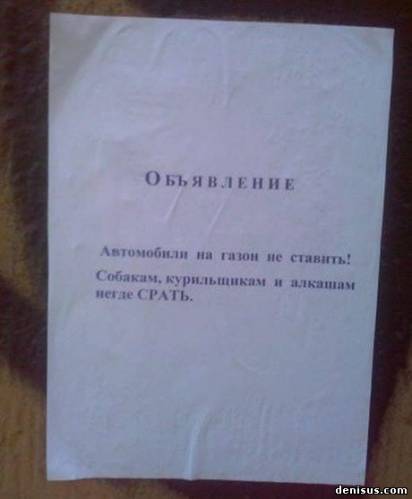 ОБЪЯВЛЕНИЕ
Автомобили на газон не ставить!
Собакам, курильщикам и алкашам
негде СРАТЬ.
denisus.com